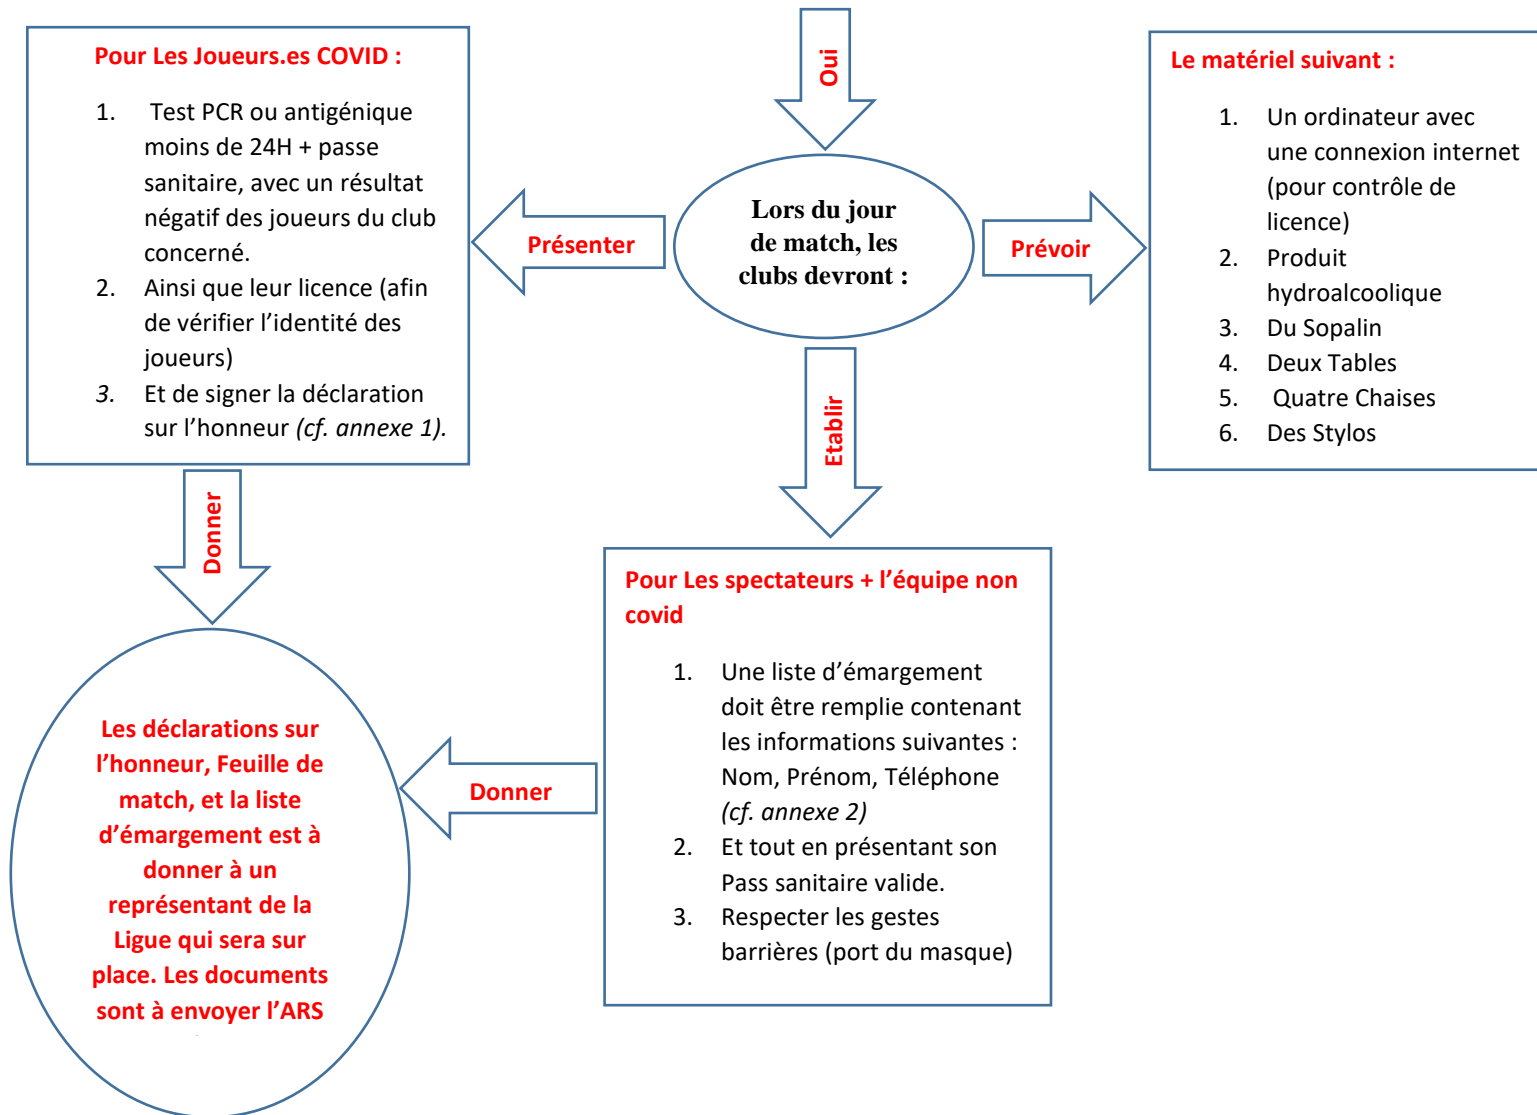 Oui
Pour Les Joueurs.es COVID :
1. Test PCR ou antigénique
moins de 24H + passe
sanitaire, avec un résultat
négatif des joueurs du club
concerné.
2. Ainsi que leur licence (afin
de vérifier l’identité des
joueurs)
3. Et de signer la déclaration
sur l’honneur (cf. annexe 1).
Présenter
Lors du jour
de match, les
clubs devront :
Prévoir
Le matériel suivant :
1. Un ordinateur avec
une connexion internet
(pour contrôle de
licence)
2. Produit
hydroalcoolique
3. Du Sopalin
4. Deux Tables
5. Quatre Chaises
6. Des Stylos
Donner
Etablir
Pour Les spectateurs + l’équipe non
covid
1. Une liste d’émargement
doit être remplie contenant
les informations suivantes :
Nom, Prénom, Téléphone
(cf. annexe 2)
2. Et tout en présentant son
Pass sanitaire valide.
3. Respecter les gestes
barrières (port du masque)
Donner
Les déclarations sur
l’honneur, Feuille de
match, et la liste
d’émargement est à
donner à un
représentant de la
Ligue qui sera sur
place. Les documents
sont à envoyer l’ARS